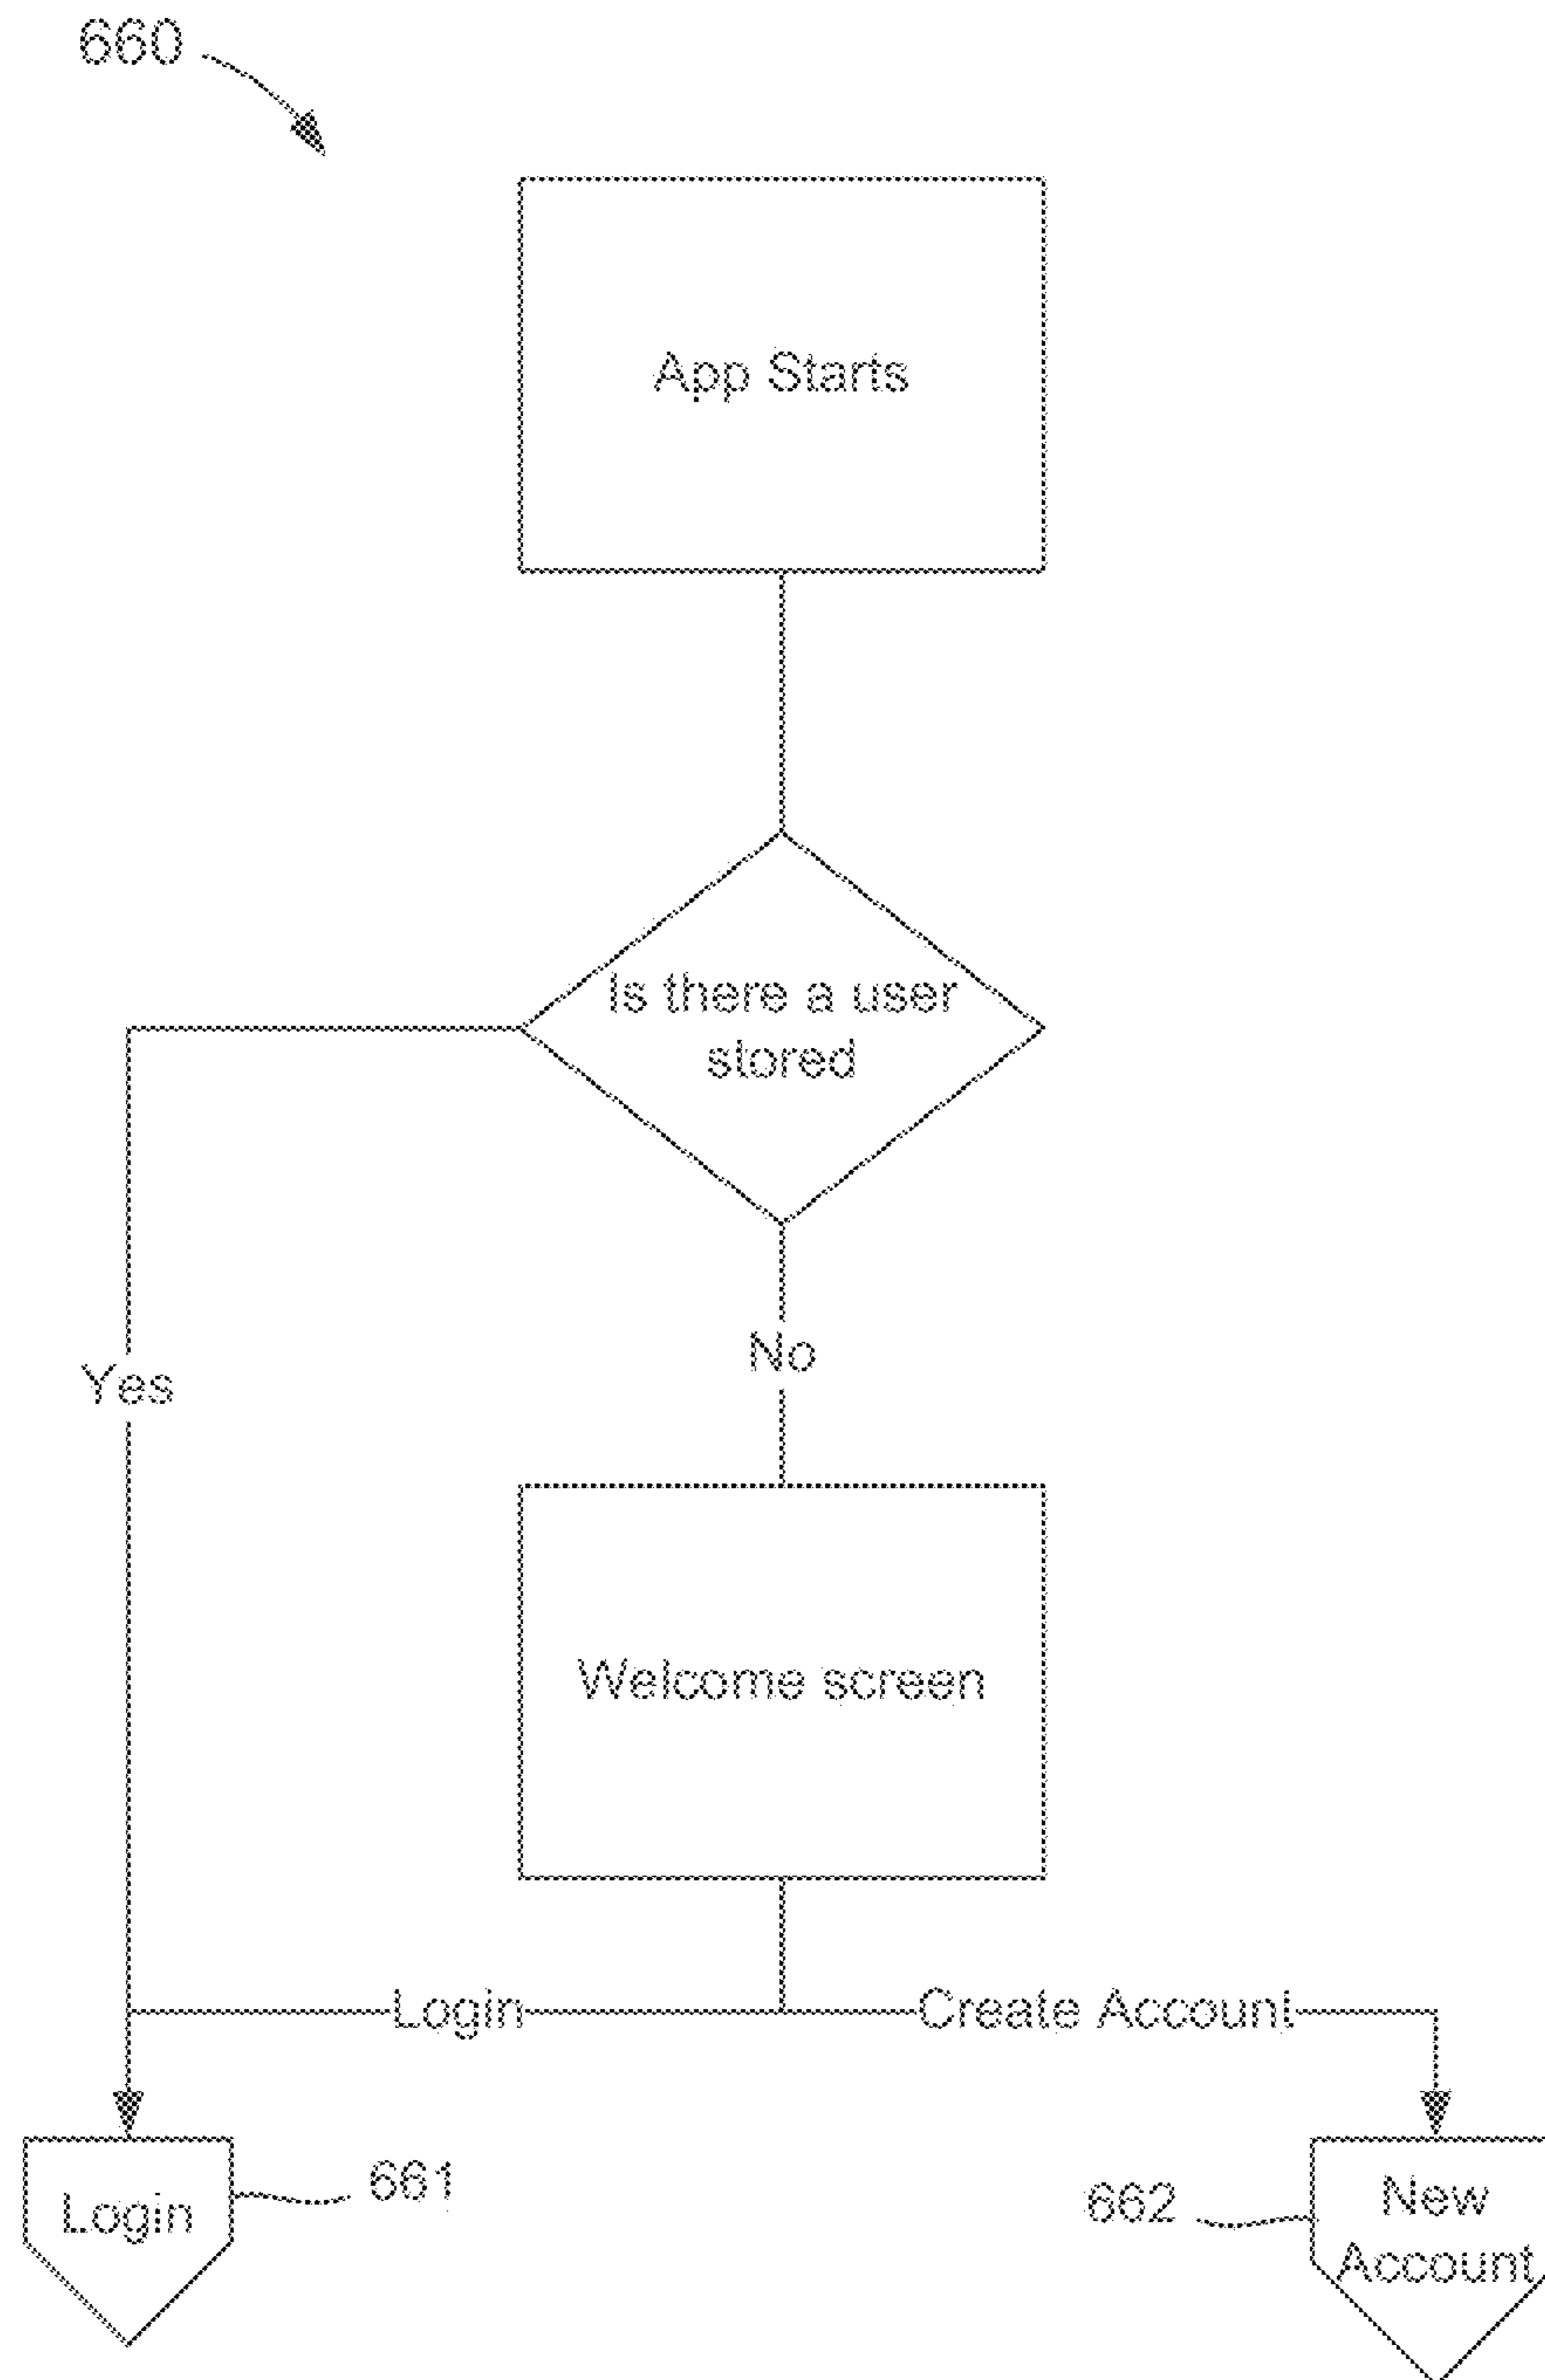 660
App Starts
Is there a user
stored
Yes
No
Welcome screen
Login
Create Account
Login
661
662
New
Account